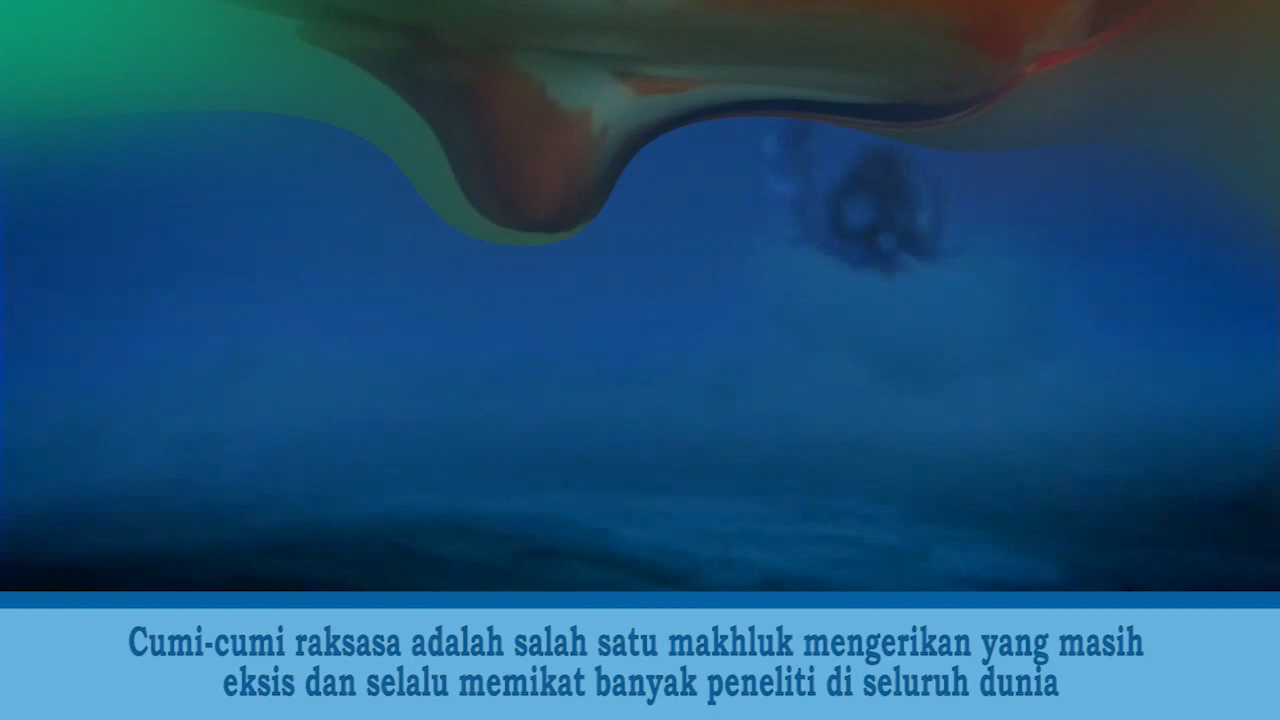 Cumi-cumi raksasa adalah salah satu makhluk mengerikan yang masih
eksis dan selalu memikat banyak peneliti di seluruh dunia